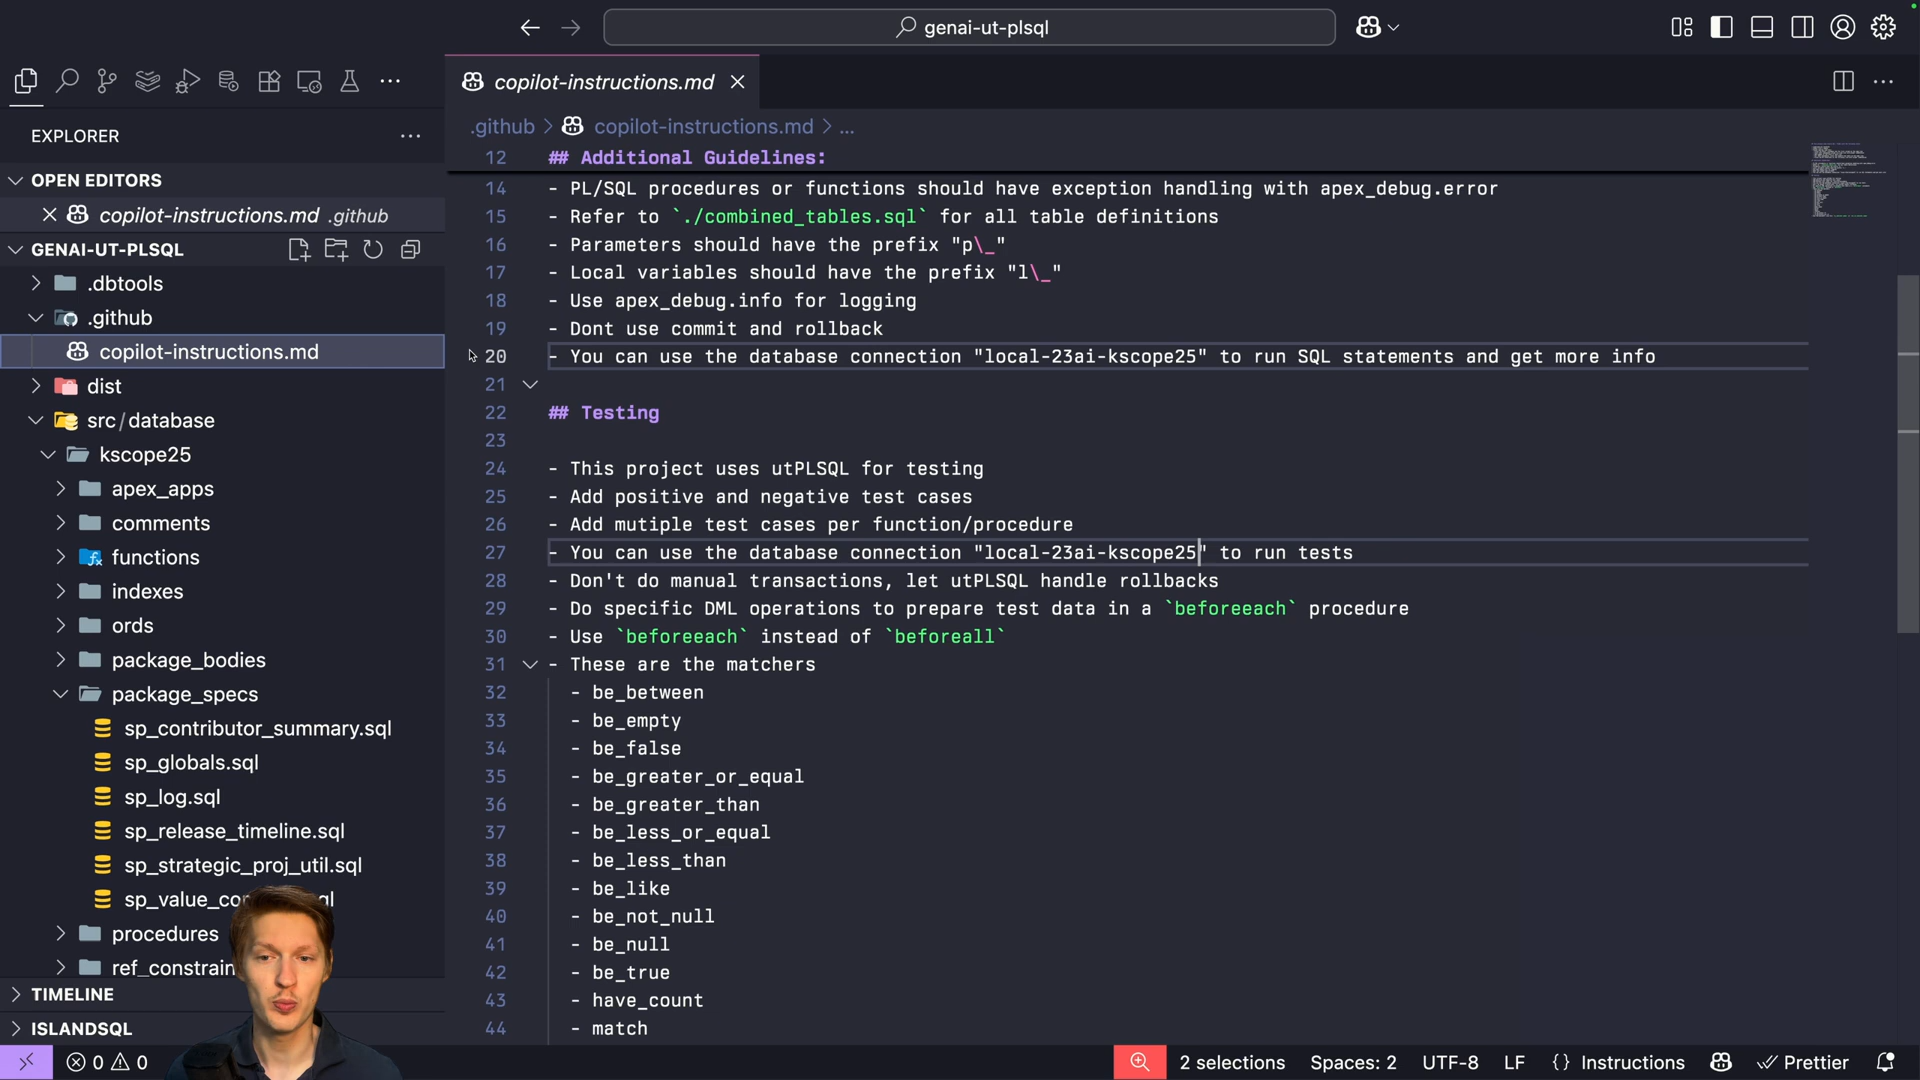 genai-ut-plsql
copilot-instructions.md
EXPLORER
.github > copilot-instructions.md > ...
OPEN EDITORS
copilot-instructions.md .github
GENAI-UT-PLSQL
.dbtools
.github
copilot-instructions.md
dist
src/database
kscope25
apex_apps
comments
functions
indexes
ords
package_bodies
package_specs
sp_contributor_summary.sql
sp_globals.sql
sp_log.sql
sp_release_timeline.sql
sp_strategic_proj_util.sql
procedures
TIMELINE
ISLANDSQL
12 ## Additional Guidelines:
14 - PL/SQL procedures or functions should have exception handling with apex_debug.error
15 - Refer to `./combined_tables.sql` for all table definitions
16 - Parameters should have the prefix "p\_"
17 - Local variables should have the prefix "l\_"
18 - Use apex_debug.info for logging
19 - Dont use commit and rollback
20 - You can use the database connection "local-23ai-kscope25" to run SQL statements and get more info
21
22 ## Testing
23
24 - This project uses utPLSQL for testing
25 - Add positive and negative test cases
26 - Add mutiple test cases per function/procedure
27 - You can use the database connection "local-23ai-kscope25" to run tests
28 - Don't do manual transactions, let utPLSQL handle rollbacks
29 - Do specific DML operations to prepare test data in a `beforeeach` procedure
30 - Use `beforeeach` instead of `beforeall`
31 - These are the matchers
32 - be_between
33 - be_empty
34 - be_false
35 - be_greater_or_equal
36 - be_greater_than
37 - be_less_or_equal
38 - be_less_than
39 - be_like
40 - be_not_null
41 - be_null
42 - be_true
43 - have_count
44 - match
0 0 2 selections Spaces: 2 UTF-8 LF {} Instructions Prettier